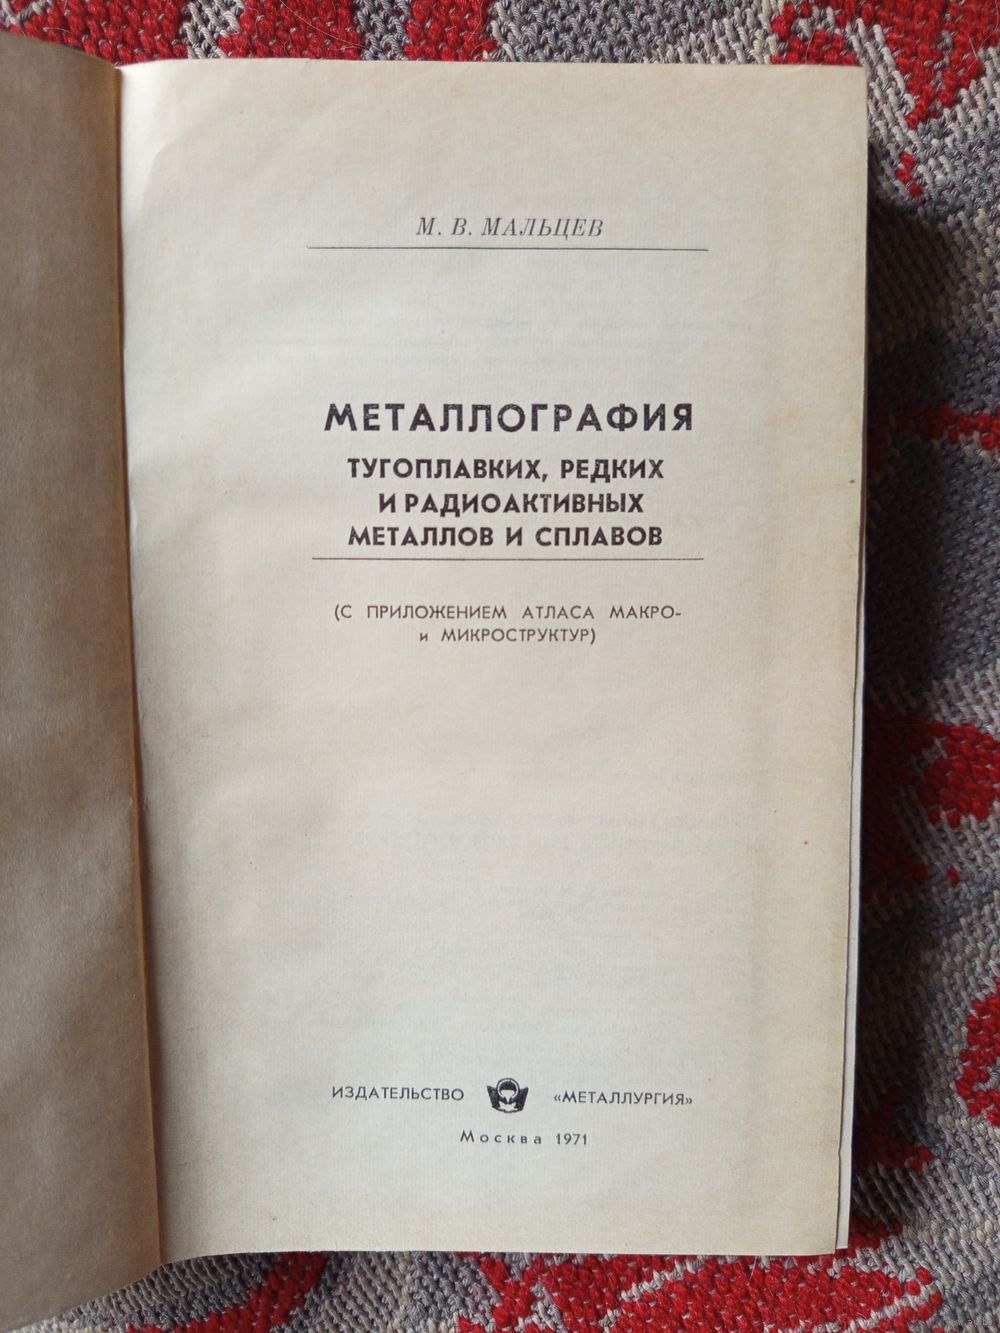 М. В. МАЛЬЦЕВ
МЕТАЛЛОГРАФИЯ
ТУГОПЛАВКИХ, РЕДКИХ
И РАДИОАКТИВНЫХ
МЕТАЛЛОВ И СПЛАВОВ
(С ПРИЛОЖЕНИЕМ АТЛАСА МАКРО-
и МИКРОСТРУКТУР)
ИЗДАТЕЛЬСТВО «МЕТАЛЛУРГИЯ»
Москва 1971